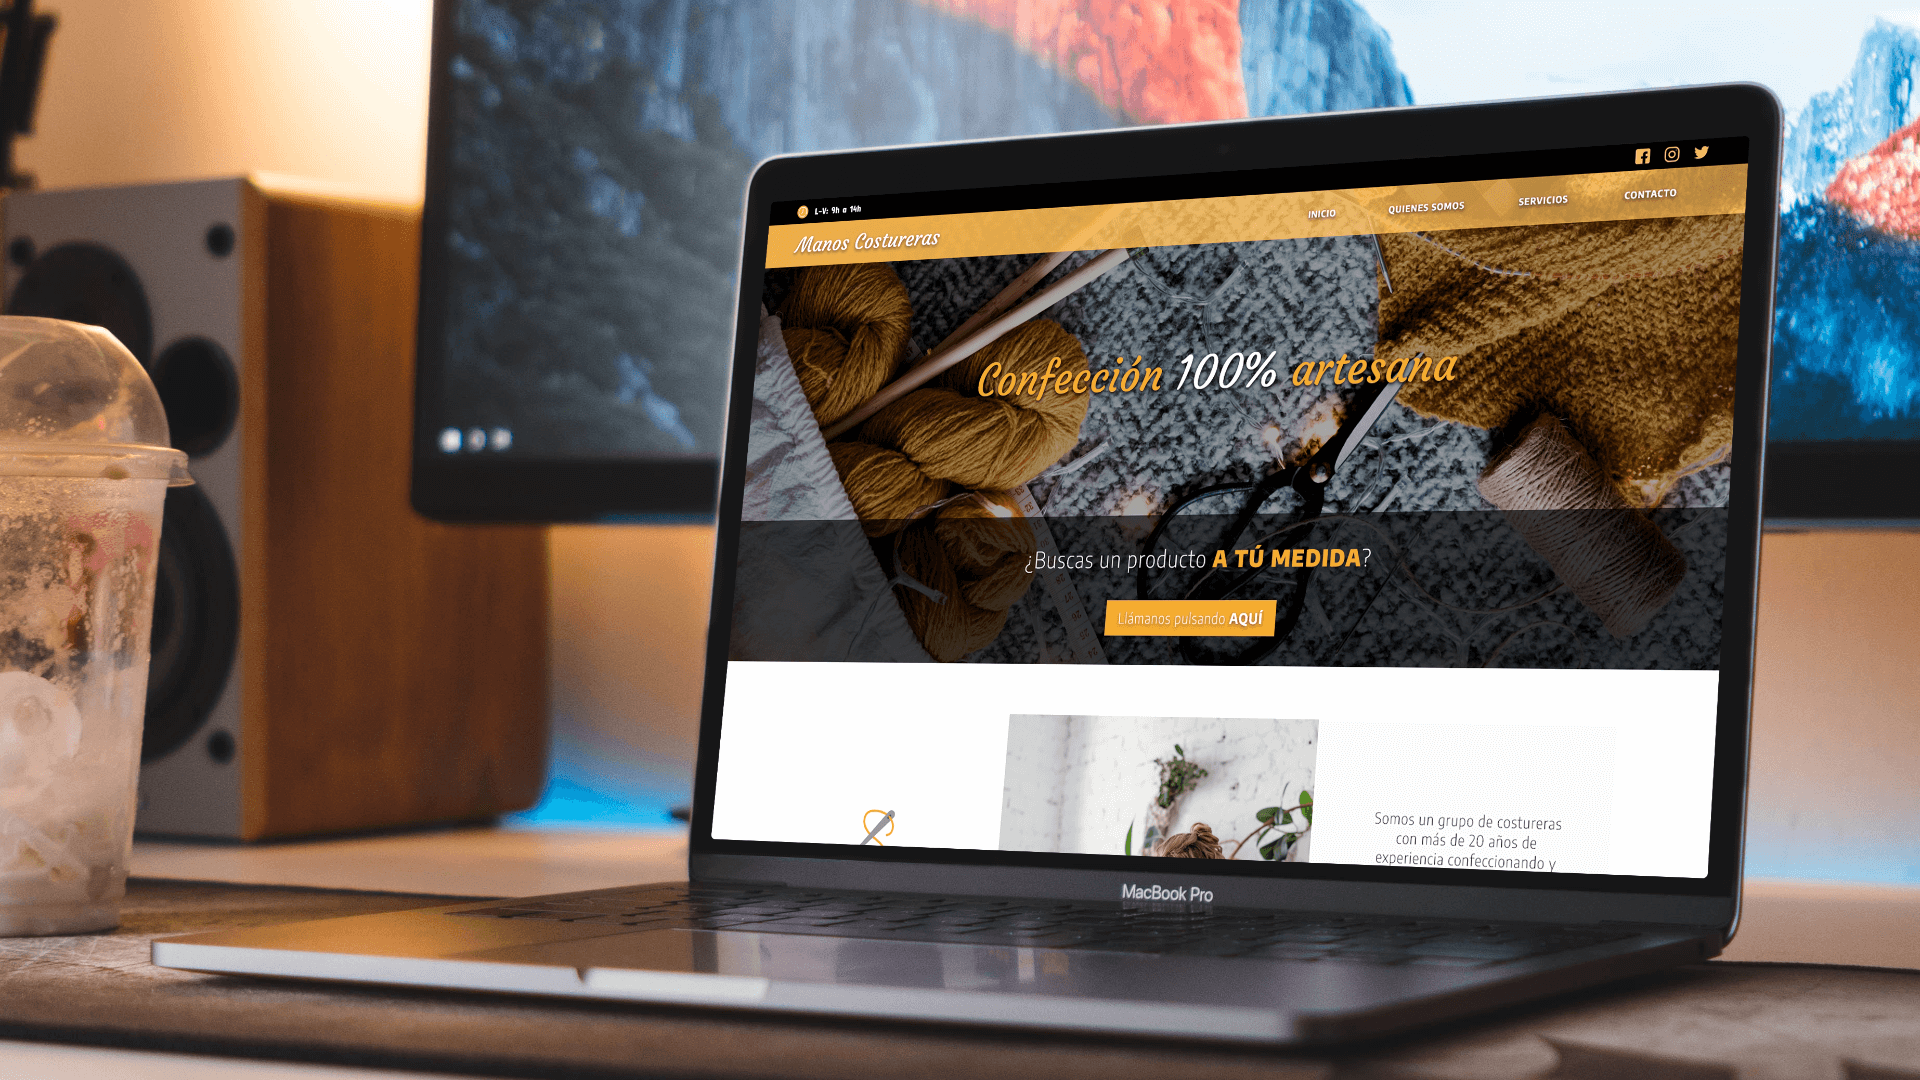 L-V: 9h a 14h
Manos Costureras
INICIO
QUIENES SOMOS
SERVICIOS
CONTACTO
Confección 100% artesana
¿Buscas un producto A TÚ MEDIDA?
Llámanos pulsando AQUÍ
Somos un grupo de costureras
con más de 20 años de
experiencia confeccionando y
MacBook Pro